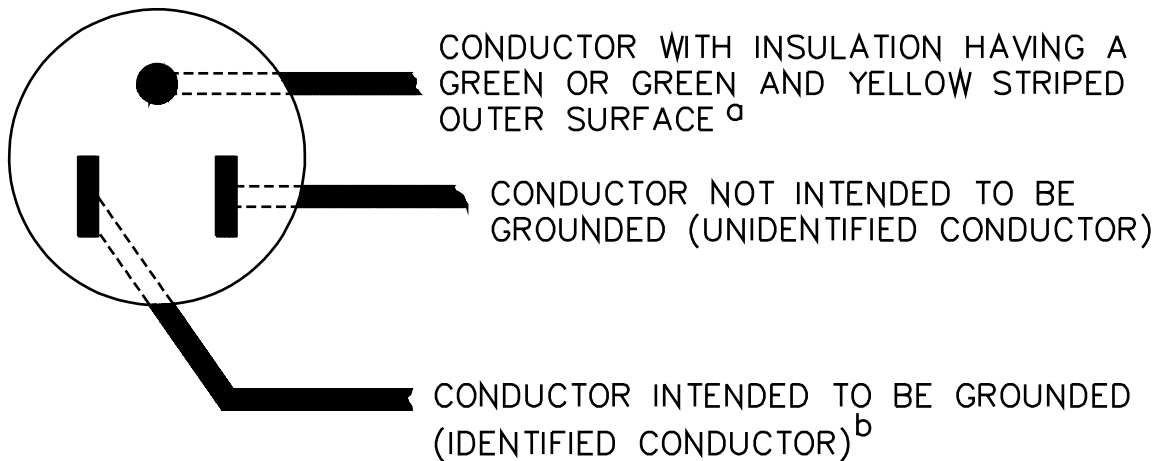 CONDUCTOR WITH INSULATION HAVING A
GREEN OR GREEN AND YELLOW STRIPED
OUTER SURFACE a
CONDUCTOR NOT INTENDED TO BE
GROUNDED (UNIDENTIFIED CONDUCTOR)
CONDUCTOR INTENDED TO BE GROUNDED
(IDENTIFIED CONDUCTOR) b